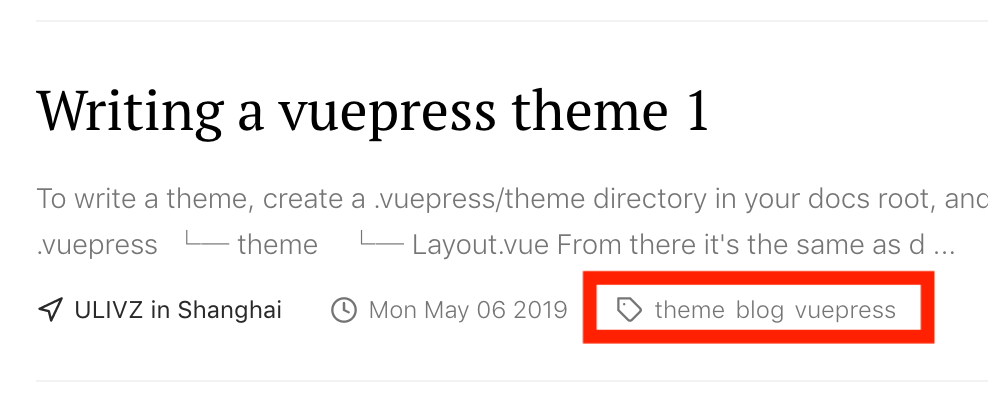 Writing a vuepress theme 1
To write a theme, create a .vuepress/theme directory in your docs root, and
.vuepress └── theme └── Layout.vue From there it's the same as d ...
ULIVZ in Shanghai Mon May 06 2019 theme blog vuepress